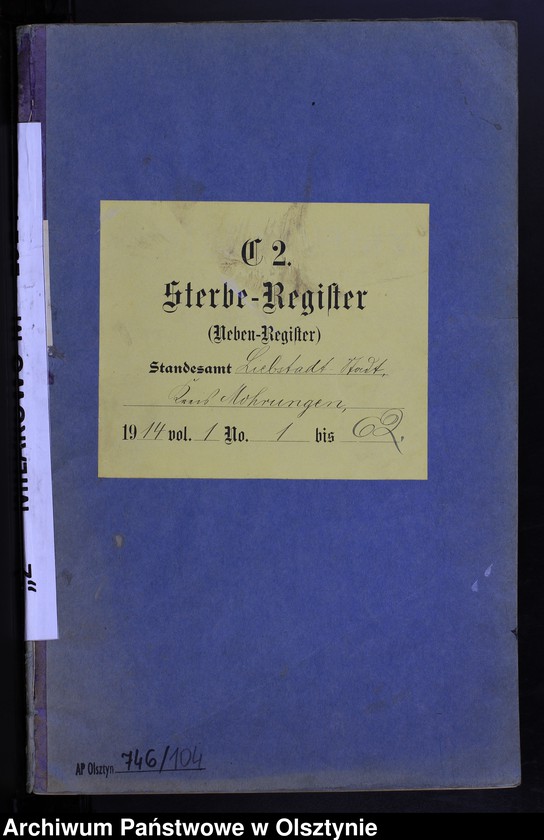 C 2.
Sterbe-Register
(Neben-Register)
Standesamt Liebstadt Stadt,
Kreis Mohrungen,
1914 vol. 1 No. 1 bis 62.
AP Olsztyn 746/104
Archiwum Państwowe w Olsztynie